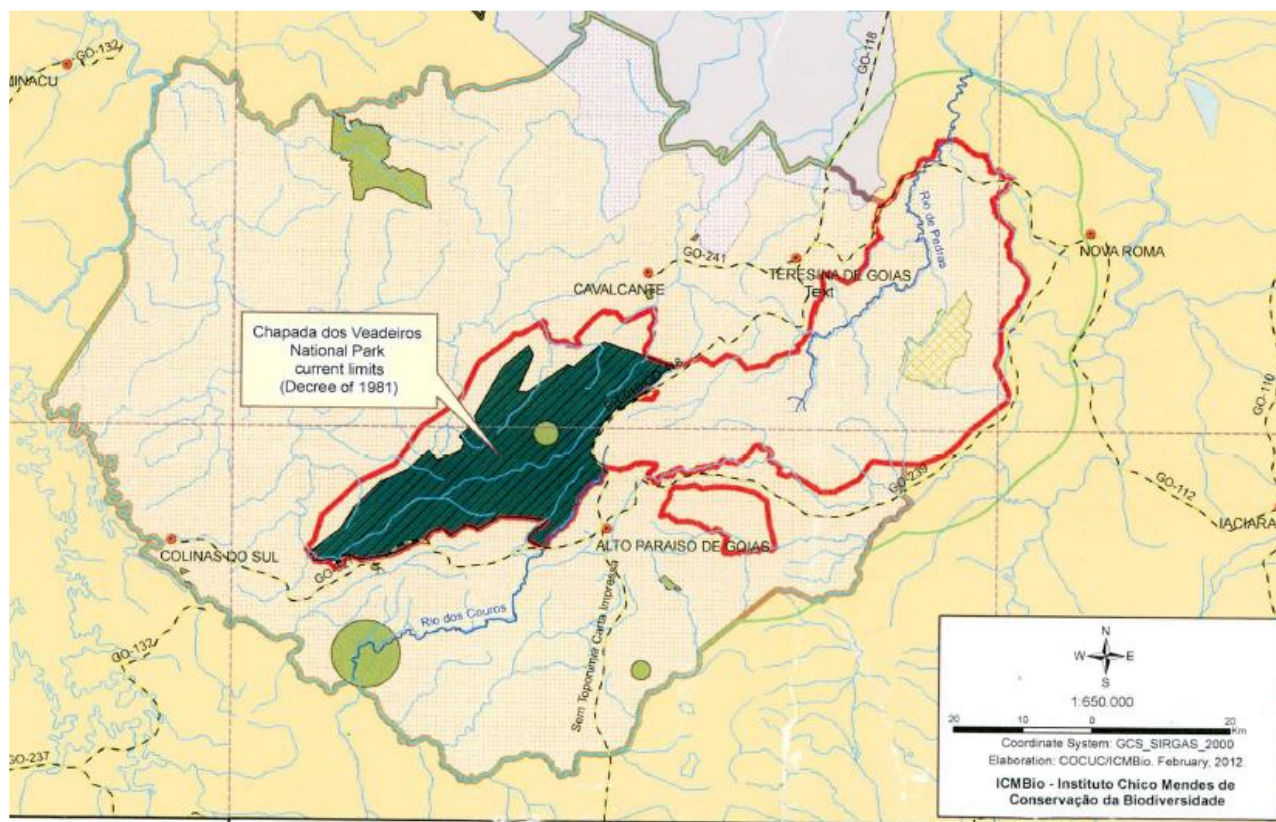 GO-132
MINACU
GO-118
Rio de Pedras
NOVA ROMA
GO-241
TERESINA DE GOIAS
Text
CAVALCANTE
Chapada dos Veadeiros
National Park
current limits
(Decree of 1981)
GO-110
GO-239
GO-112
IACIARA
COLINAS DO SUL
ALTO PARAISO DE GOIAS
Rio dos Couros
Sem Toponimia Carta Impressa
GO-132
GO-237
N
W E
S
1:650.000
20 10 0 20
Km
Coordinate System: GCS_SIRGAS_2000
Elaboration: COCUC/ICMBio. February, 2012.
ICMBio - Instituto Chico Mendes de
Conservação da Biodiversidade